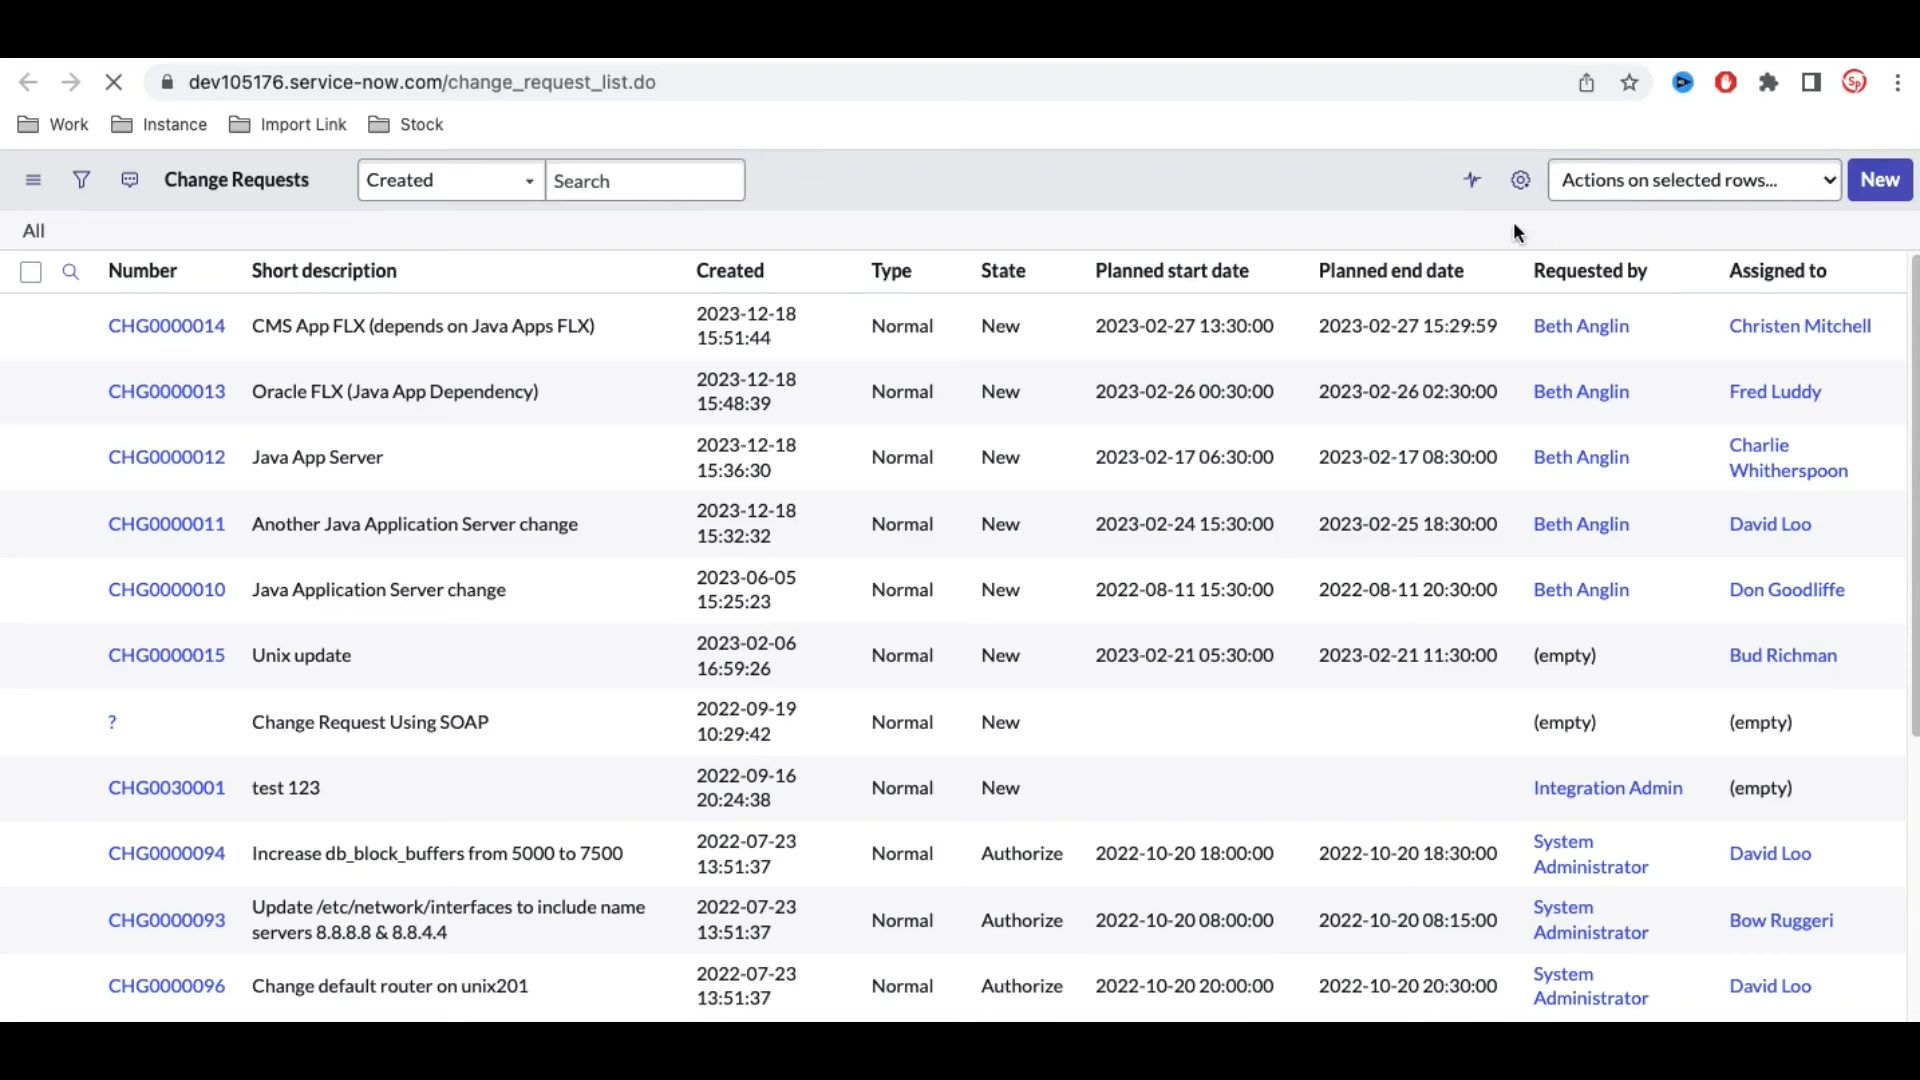 dev105176.service-now.com/change_request_list.do
Sp
Work Instance Import Link Stock
Change Requests Created Search Actions on selected rows... New
All
Number Short description Created Type State Planned start date Planned end date Requested by Assigned to
CHG0000014 CMS App FLX (depends on Java Apps FLX) 2023-12-18 15:51:44 Normal New 2023-02-27 13:30:00 2023-02-27 15:29:59 Beth Anglin Christen Mitchell
CHG0000013 Oracle FLX (Java App Dependency) 2023-12-18 15:48:39 Normal New 2023-02-26 00:30:00 2023-02-26 02:30:00 Beth Anglin Fred Luddy
CHG0000012 Java App Server 2023-12-18 15:36:30 Normal New 2023-02-17 06:30:00 2023-02-17 08:30:00 Beth Anglin Charlie Whitherspoon
CHG0000011 Another Java Application Server change 2023-12-18 15:32:32 Normal New 2023-02-24 15:30:00 2023-02-25 18:30:00 Beth Anglin David Loo
CHG0000010 Java Application Server change 2023-06-05 15:25:23 Normal New 2022-08-11 15:30:00 2022-08-11 20:30:00 Beth Anglin Don Goodliffe
CHG0000015 Unix update 2023-02-06 16:59:26 Normal New 2023-02-21 05:30:00 2023-02-21 11:30:00 (empty) Bud Richman
? Change Request Using SOAP 2022-09-19 10:29:42 Normal New (empty) (empty)
CHG0030001 test 123 2022-09-16 20:24:38 Normal New Integration Admin (empty)
CHG0000094 Increase db_block_buffers from 5000 to 7500 2022-07-23 13:51:37 Normal Authorize 2022-10-20 18:00:00 2022-10-20 18:30:00 System Administrator David Loo
CHG0000093 Update /etc/network/interfaces to include name servers 8.8.8.8 & 8.8.4.4 2022-07-23 13:51:37 Normal Authorize 2022-10-20 08:00:00 2022-10-20 08:15:00 System Administrator Bow Ruggeri
CHG0000096 Change default router on unix201 2022-07-23 13:51:37 Normal Authorize 2022-10-20 20:00:00 2022-10-20 20:30:00 System Administrator David Loo